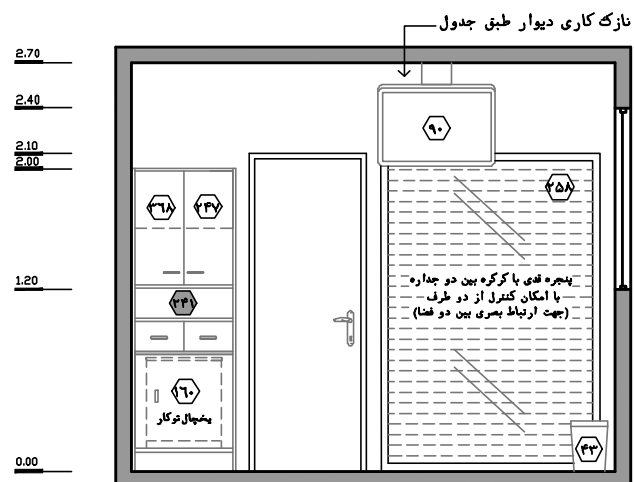 نازک کاری دیوار طبق جدول
2.70
2.40
2.10
2.00
1.20
0.00
۹۰
۲۵۸
۳۶۸
۲۴۷
پنجره قدی با کرکره بین دو جداره
با امکان کنترل از دو طرف
(جهت ارتباط بصری بین دو فضا)
۲۴۱
۱۶۰
یخچال توکار
۴۳